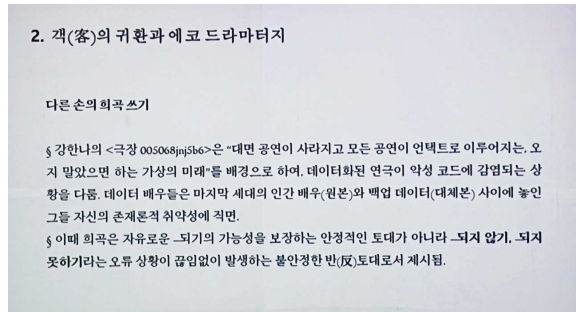 2. 객(客)의 귀환과 에코 드라마터지
다른 손의 희곡 쓰기
§ 강한나의 <극장 005068jnj5b6>은 “대면 공연이 사라지고 모든 공연이 언택트로 이루어지는, 오
지 말았으면 하는 가상의 미래”를 배경으로 하여, 데이터화된 연극이 악성 코드에 감염되는 상
황을 다룸. 데이터 배우들은 마지막 세대의 인간 배우(원본)와 백업 데이터(대체본) 사이에 놓인
그들 자신의 존재론적 취약성에 직면.
§ 이때 희곡은 자유로운 –되기의 가능성을 보장하는 안정적인 토대가 아니라 –되지 않기, –되지
못하기라는 오류 상황이 끊임없이 발생하는 불안정한 반(反)토대로서 제시됨.